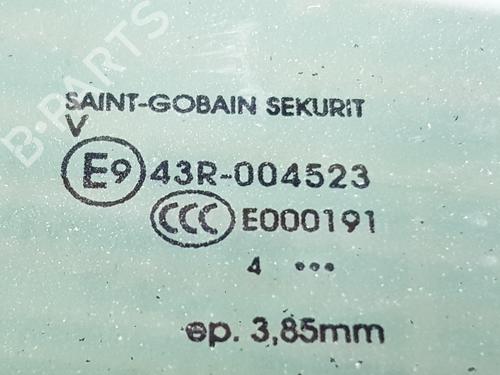 B-PARTS
SAINT-GOBAIN SEKURIT
V
E9 43R-004523
CCC E000191
4 •••
ep. 3,85mm